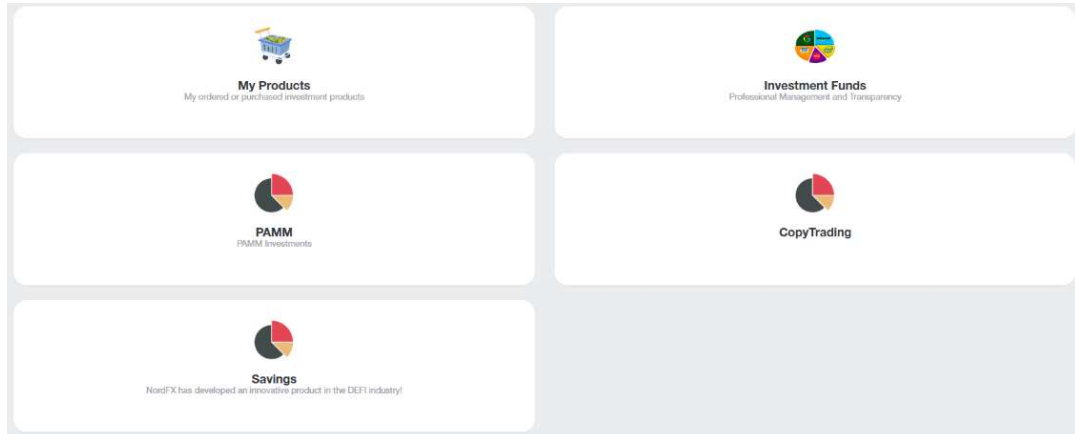 My Products
My ordered or purchased investment products
Investment Funds
Professional Management and Transparency
PAMM
PAMM Investments
CopyTrading
Savings
NordFX has developed an innovative product in the DEFI industry!